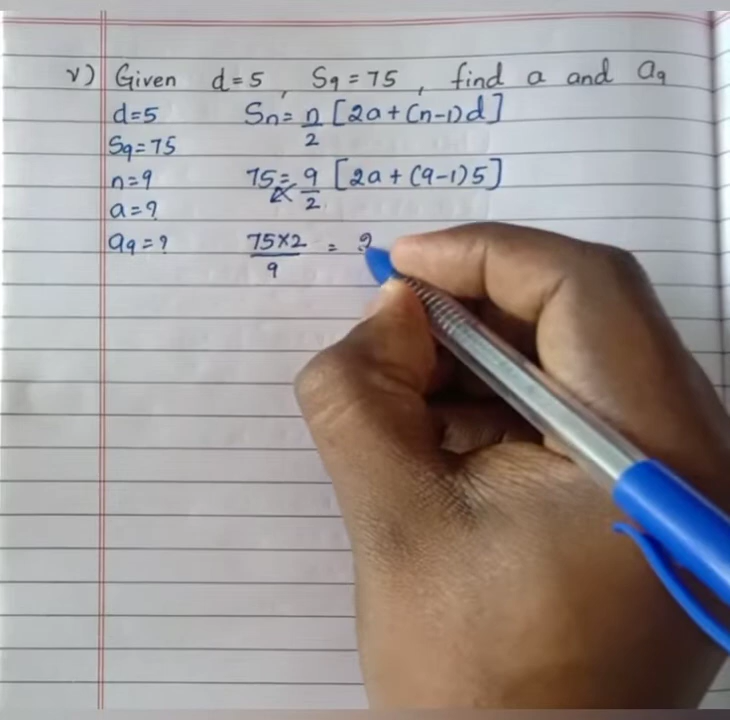 v) Given d=5, S9=75, find a and a9
d=5 Sn= n/2 [2a+(n-1)d]
S9=75
n=9 75= 9/2 [2a+(9-1)5]
a=?
a9=? 75×2/9 = 2